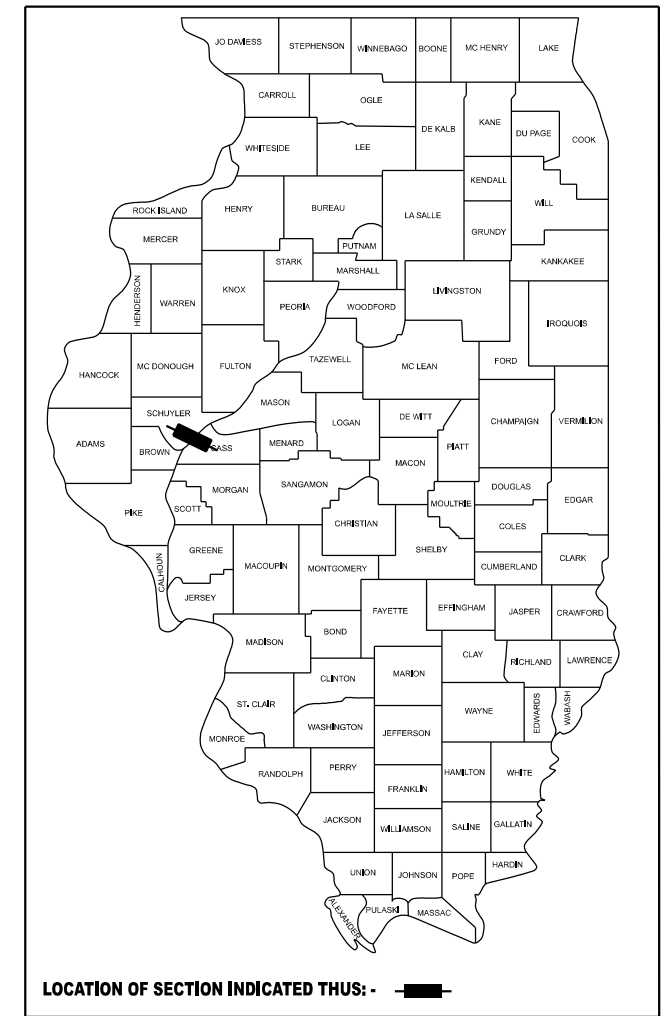 JO DAVIESS
STEPHENSON
WINNEBAGO
BOONE
MC HENRY
LAKE
CARROLL
OGLE
DE KALB
KANE
DU PAGE
COOK
WHITESIDE
LEE
KENDALL
WILL
ROCK ISLAND
HENRY
BUREAU
LA SALLE
GRUNDY
MERCER
PUTNAM
KANKAKEE
STARK
MARSHALL
HENDERSON
WARREN
KNOX
PEORIA
WOODFORD
LIVINGSTON
IROQUOIS
HANCOCK
MC DONOUGH
FULTON
TAZEWELL
MC LEAN
FORD
SCHUYLER
MASON
LOGAN
DE WITT
CHAMPAIGN
VERMILION
ADAMS
BROWN
CASS
MENARD
PIATT
MACON
MORGAN
SANGAMON
DOUGLAS
EDGAR
PIKE
SCOTT
CHRISTIAN
MOULTRIE
COLES
GREENE
MACOUPIN
MONTGOMERY
SHELBY
CUMBERLAND
CLARK
CALHOUN
JERSEY
FAYETTE
EFFINGHAM
JASPER
CRAWFORD
MADISON
BOND
CLAY
RICHLAND
LAWRENCE
CLINTON
MARION
ST. CLAIR
WAYNE
EDWARDS
WABASH
MONROE
WASHINGTON
JEFFERSON
RANDOLPH
PERRY
HAMILTON
WHITE
FRANKLIN
JACKSON
WILLIAMSON
SALINE
GALLATIN
UNION
JOHNSON
POPE
HARDIN
ALEXANDER
PULASKI
MASSAC
LOCATION OF SECTION INDICATED THUS: -